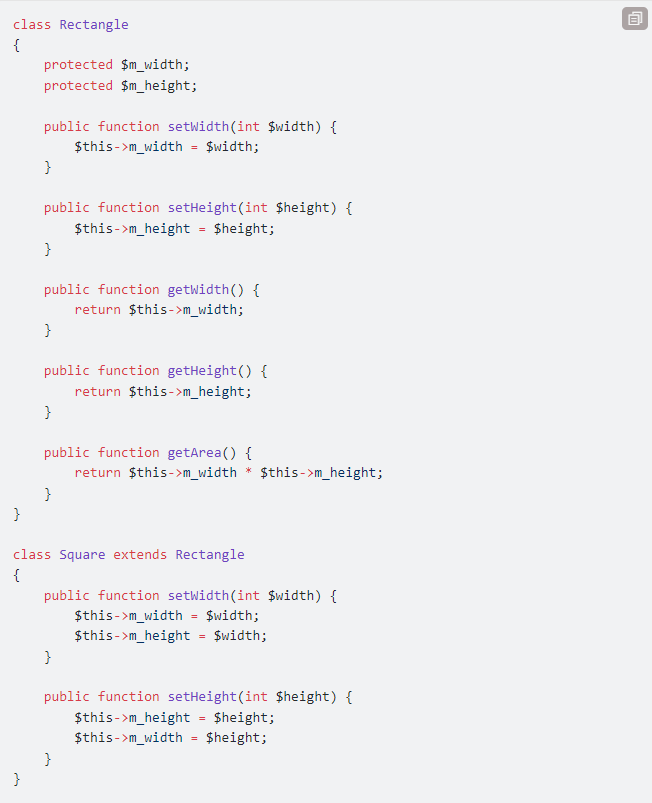 class Rectangle
{
    protected $m_width;
    protected $m_height;

    public function setWidth(int $width) {
        $this->m_width = $width;
    }

    public function setHeight(int $height) {
        $this->m_height = $height;
    }

    public function getWidth() {
        return $this->m_width;
    }

    public function getHeight() {
        return $this->m_height;
    }

    public function getArea() {
        return $this->m_width * $this->m_height;
    }
}

class Square extends Rectangle
{
    public function setWidth(int $width) {
        $this->m_width = $width;
        $this->m_height = $width;
    }

    public function setHeight(int $height) {
        $this->m_height = $height;
        $this->m_width = $height;
    }
}